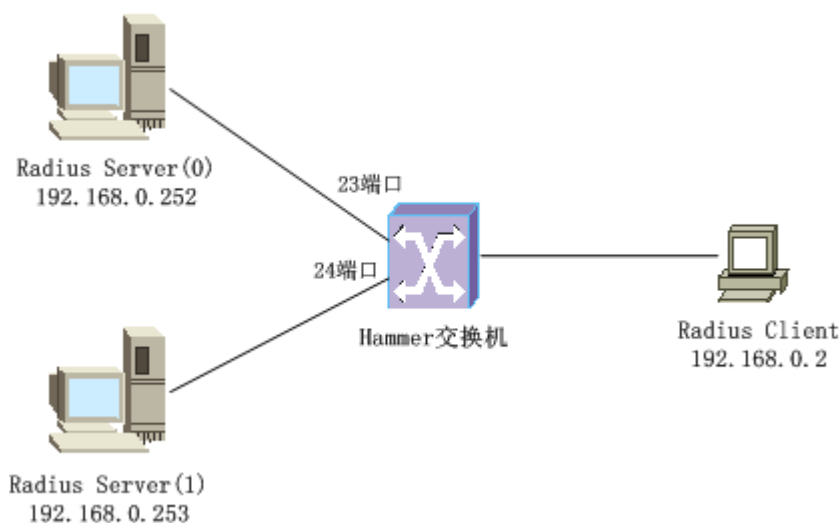 Radius Server(0)
192.168.0.252
23端口
24端口
Hammer交换机
Radius Client
192.168.0.2
Radius Server(1)
192.168.0.253